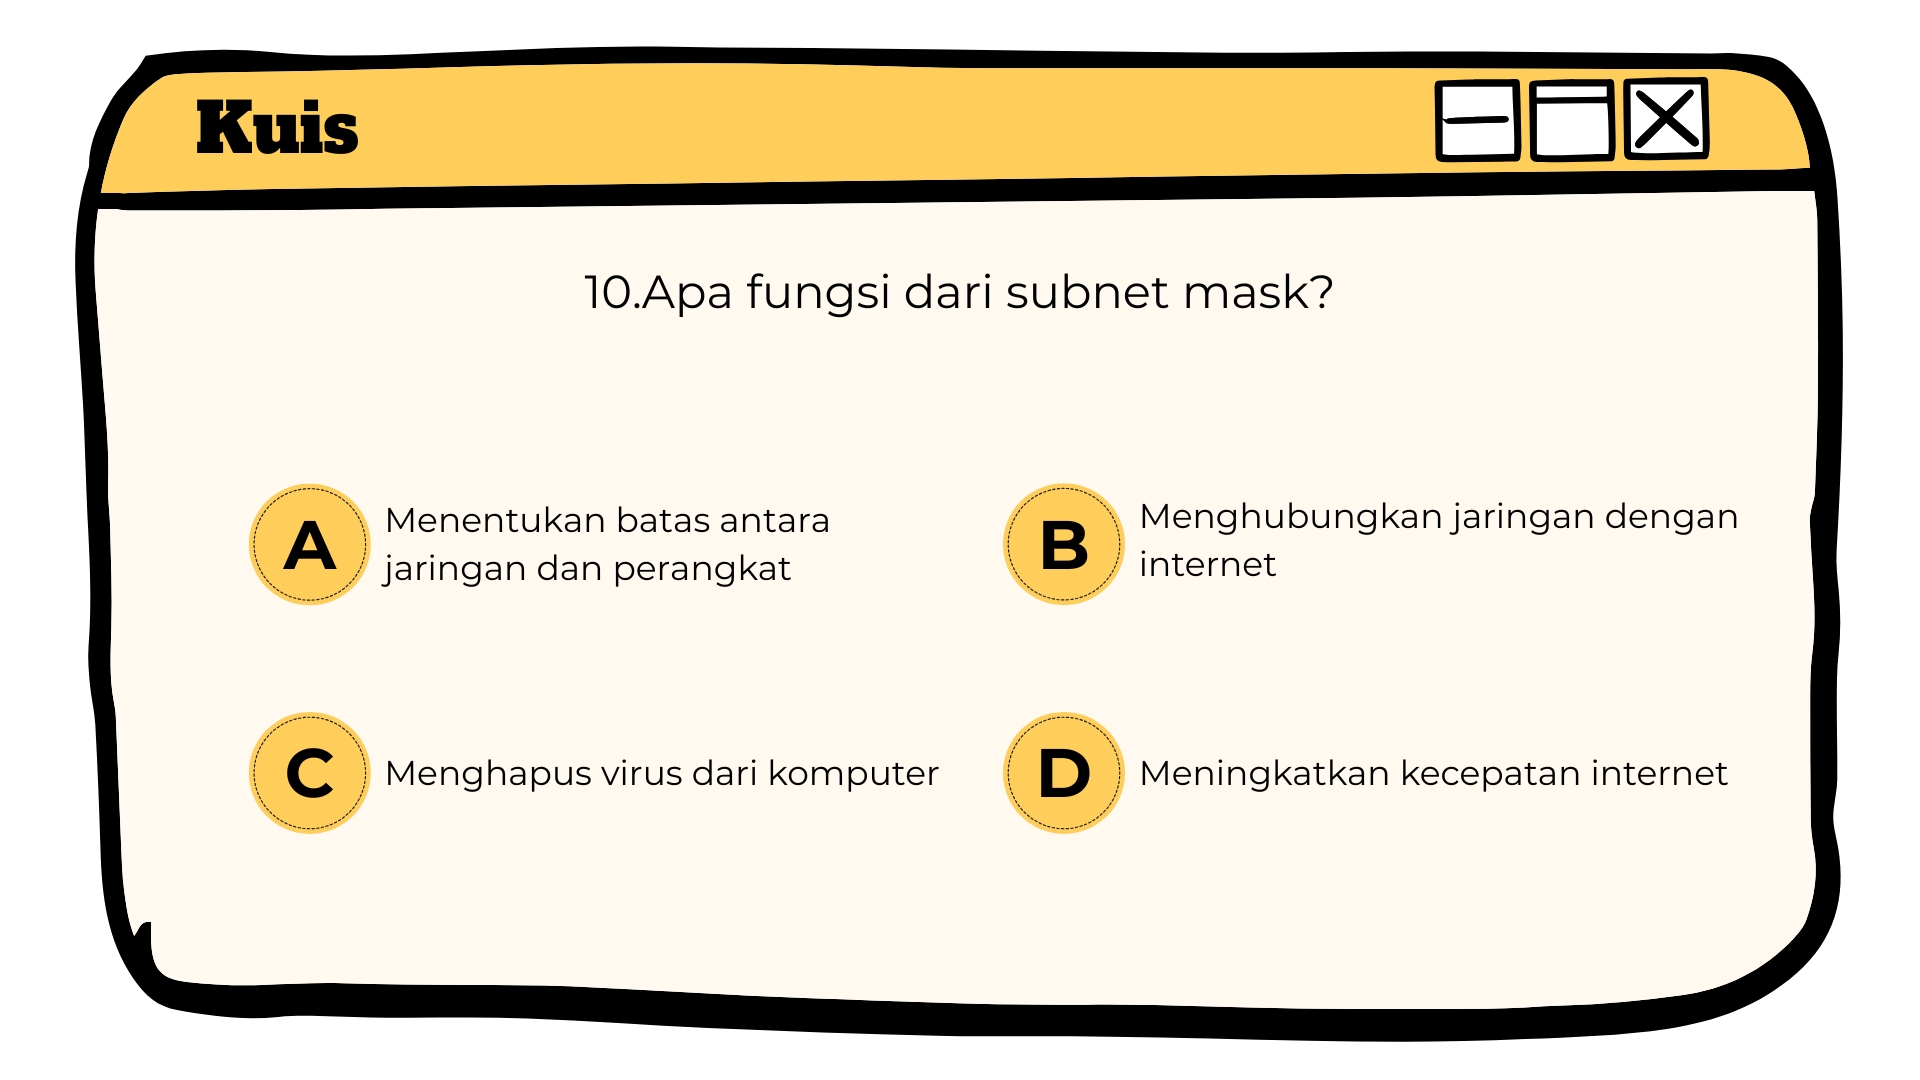 Kuis
10.Apa fungsi dari subnet mask?
A
Menentukan batas antara
jaringan dan perangkat
B
Menghubungkan jaringan dengan
internet
C
Menghapus virus dari komputer
D
Meningkatkan kecepatan internet